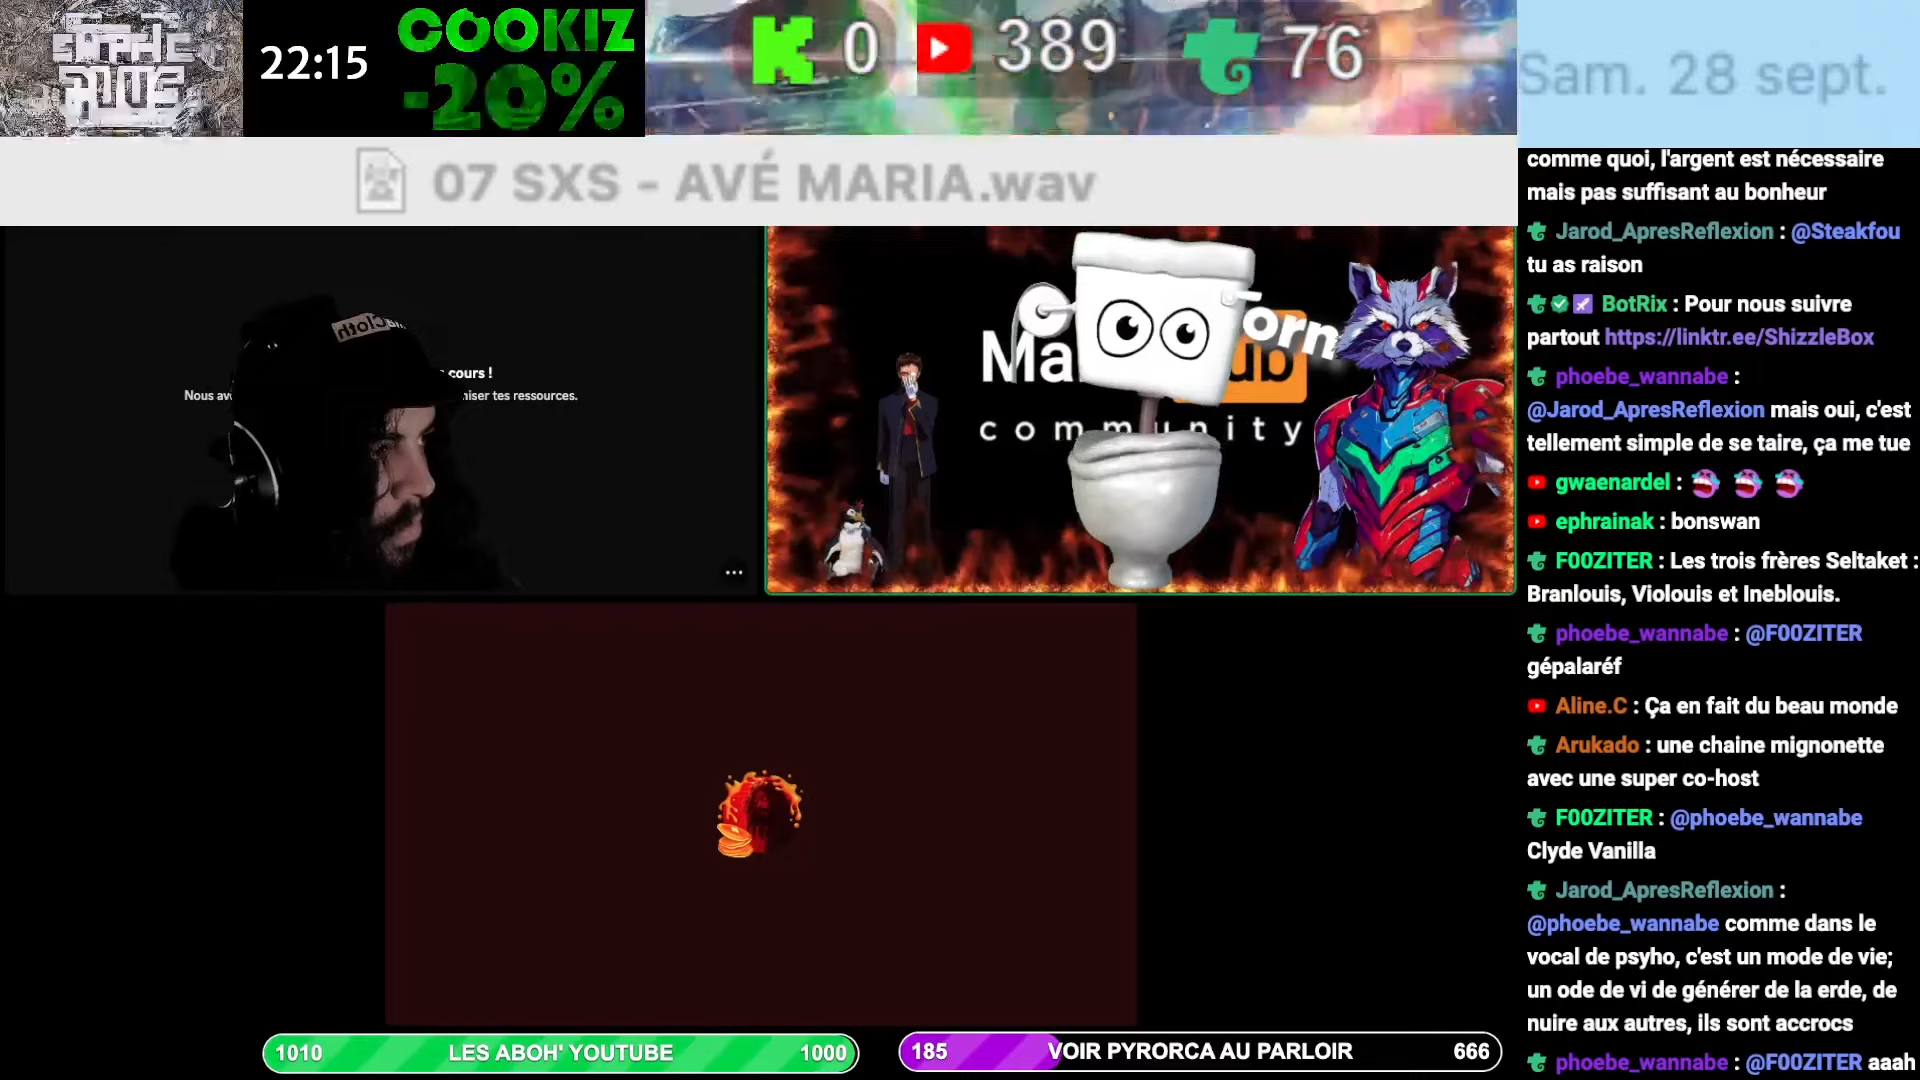 22:15
COOKIZ
-20%
0
389
76
Sam. 28 sept.
07 SXS - AVÉ MARIA.wav
comme quoi, l'argent est nécessaire
mais pas suffisant au bonheur
Jarod_ApresReflexion : @Steakfou
tu as raison
BotRix : Pour nous suivre
partout https://linktr.ee/ShizzleBox
phoebe_wannabe :
@Jarod_ApresReflexion mais oui, c'est
tellement simple de se taire, ça me tue
gwaenardel :
ephrainak : bonswan
F00ZITER : Les trois frères Seltaket :
Branlouis, Violouis et Ineblouis.
phoebe_wannabe : @F00ZITER
gépalaréf
Aline.C : Ça en fait du beau monde
Arukado : une chaine mignonette
avec une super co-host
F00ZITER : @phoebe_wannabe
Clyde Vanilla
Jarod_ApresReflexion :
@phoebe_wannabe comme dans le
vocal de psyho, c'est un mode de vie;
un ode de vi de générer de la erde, de
nuire aux autres, ils sont accrocs
phoebe_wannabe : @F00ZITER aaah
cours !
Nous av
niser tes ressources.
Ma orn
ub
community
1010 LES ABOH' YOUTUBE 1000
185 VOIR PYRORCA AU PARLOIR 666